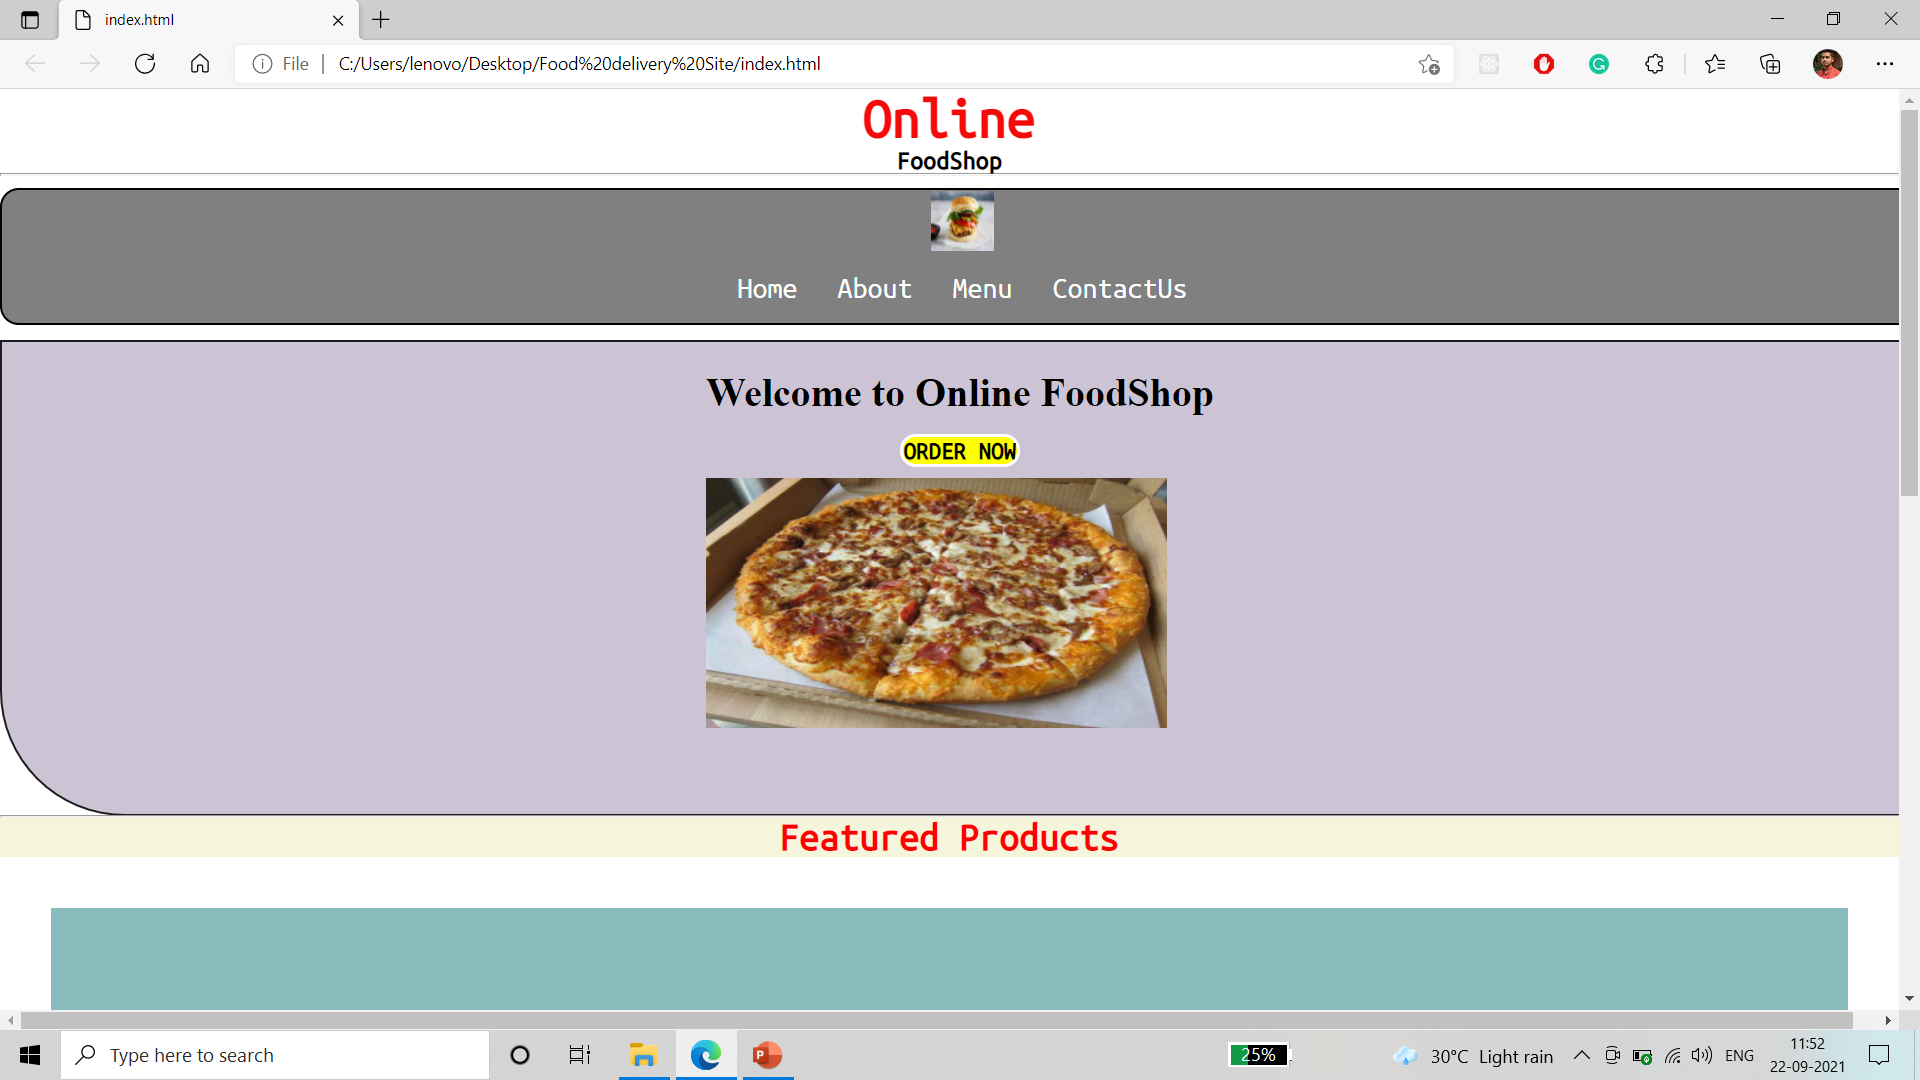 index.html
File
C:/Users/lenovo/Desktop/Food%20delivery%20Site/index.html
Online
FoodShop
Home About Menu ContactUs
Welcome to Online FoodShop
ORDER NOW
Featured Products
Type here to search
25%
30°C Light rain
ENG
11:52
22-09-2021